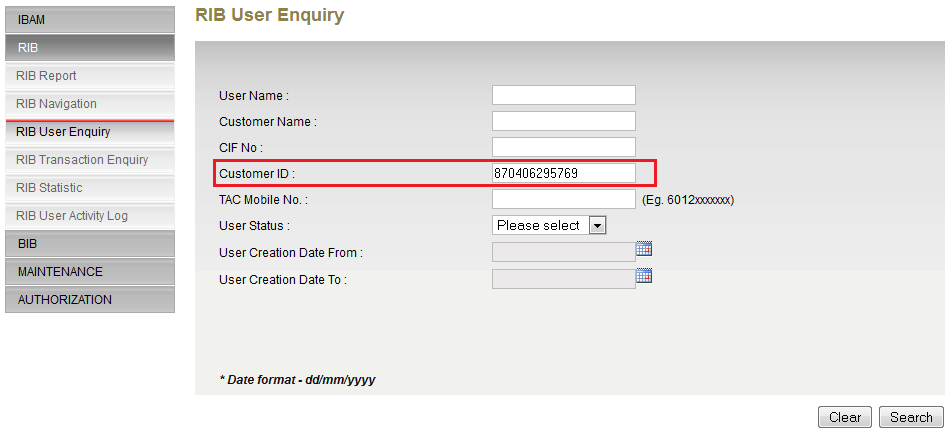 IBAM
RIB
RIB Report
RIB Navigation
RIB User Enquiry
RIB Transaction Enquiry
RIB Statistic
RIB User Activity Log
BIB
MAINTENANCE
AUTHORIZATION
RIB User Enquiry
User Name :
Customer Name :
CIF No :
Customer ID : 870406295769
TAC Mobile No. : (Eg. 6012xxxxxxx)
User Status : Please select
User Creation Date From :
User Creation Date To :
* Date format - dd/mm/yyyy
Clear Search